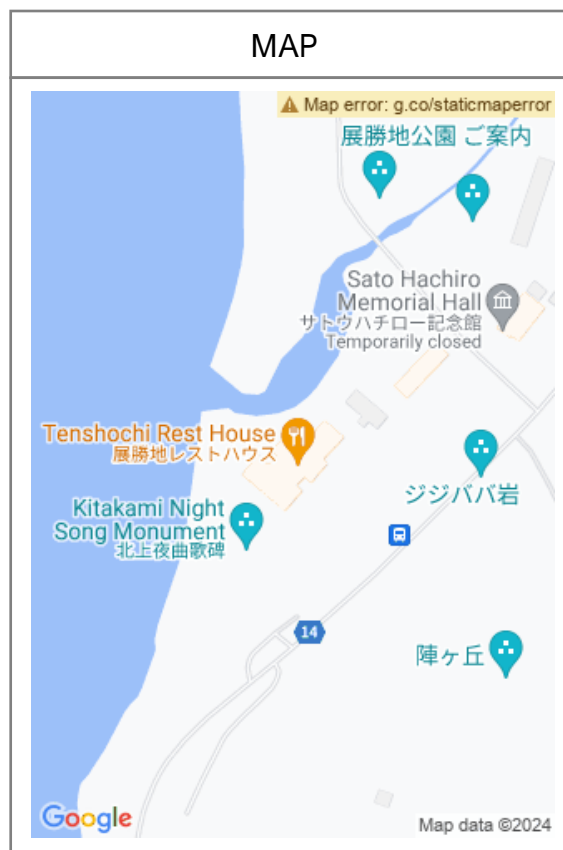 MAP
Map error: g.co/staticmaperror
展勝地公園 ご案内
Sato Hachiro
Memorial Hall
サトウハチロー記念館
Temporarily closed
Tenshochi Rest House
展勝地レストハウス
ジジババ岩
Kitakami Night
Song Monument
北上夜曲歌碑
14
陣ヶ丘
Google
Map data ©2024